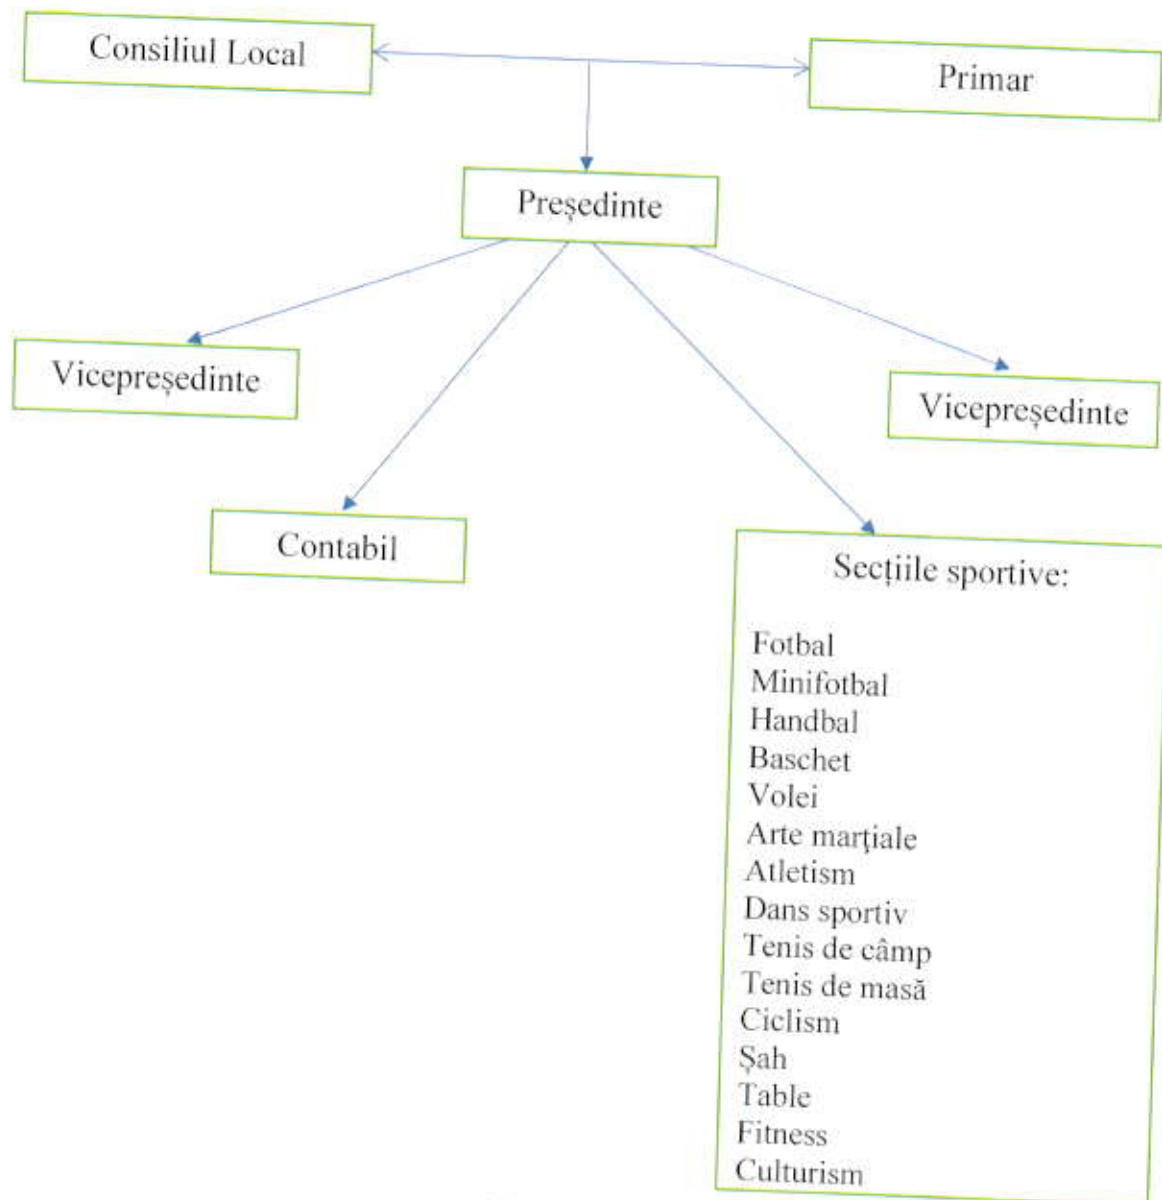 Consiliul Local
Primar
Președinte
Vicepreședinte
Vicepreședinte
Contabil
Secțiile sportive:
Fotbal
Minifotbal
Handbal
Baschet
Volei
Arte marţiale
Atletism
Dans sportiv
Tenis de câmp
Tenis de masă
Ciclism
Șah
Table
Fitness
Culturism